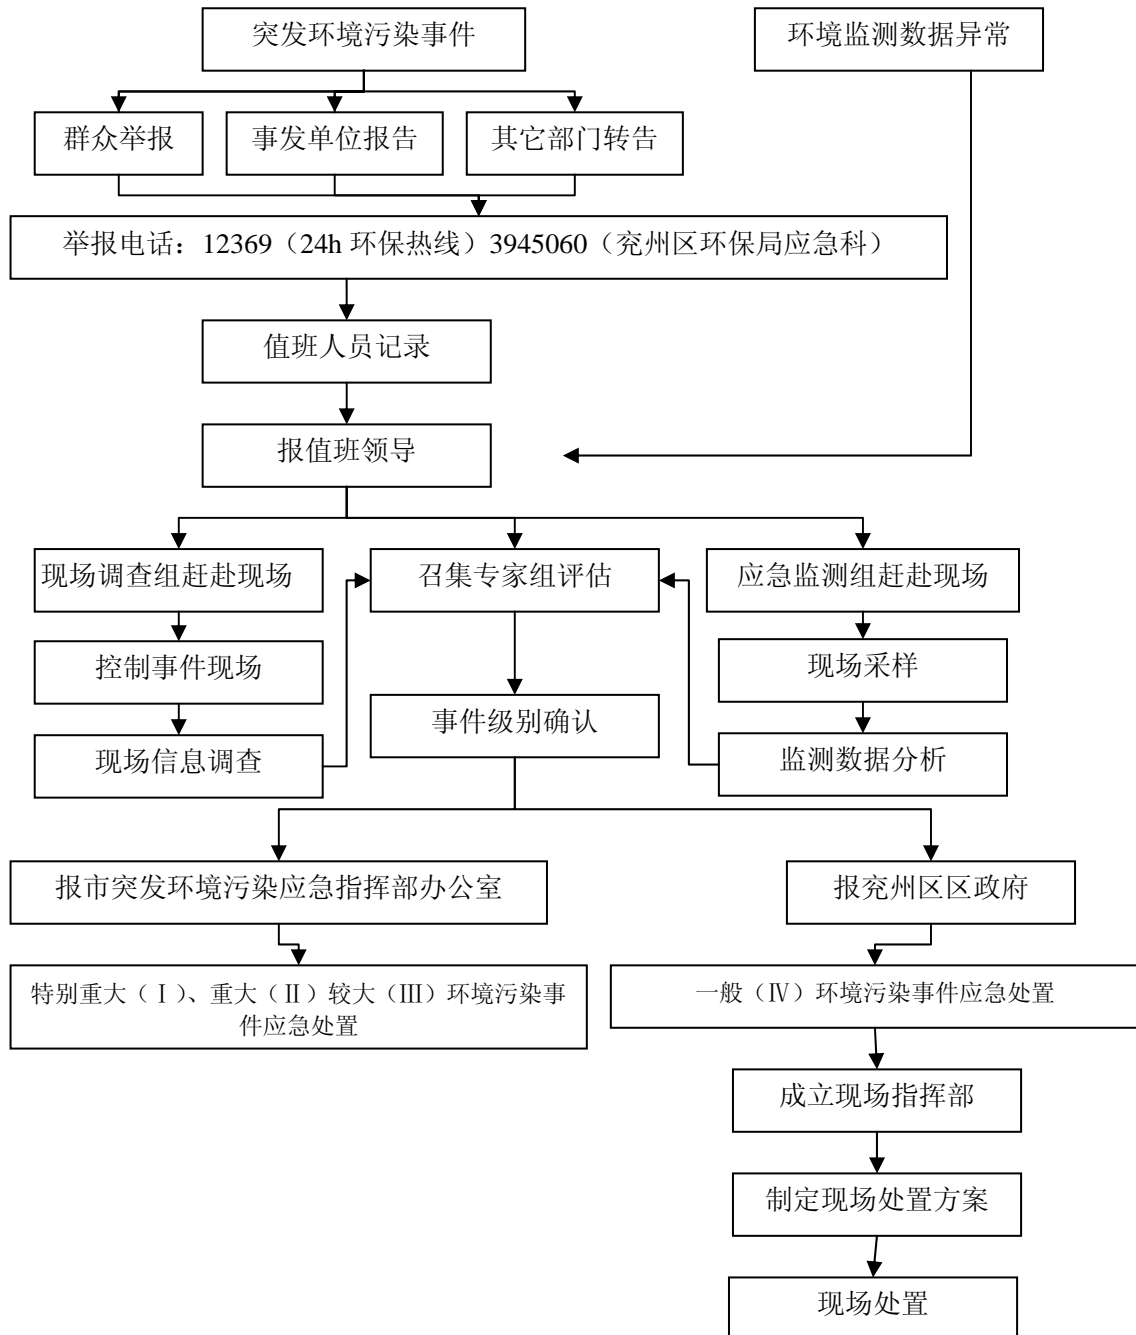 突发环境污染事件
环境监测数据异常
群众举报
事发单位报告
其它部门转告
举报电话：12369（24h 环保热线）3945060（兖州区环保局应急科）
值班人员记录
报值班领导
现场调查组赶赴现场
召集专家组评估
应急监测组赶赴现场
控制事件现场
现场采样
事件级别确认
现场信息调查
监测数据分析
报市突发环境污染应急指挥部办公室
报兖州区区政府
特别重大（Ⅰ）、重大（Ⅱ）较大（Ⅲ）环境污染事
件应急处置
一般（Ⅳ）环境污染事件应急处置
成立现场指挥部
制定现场处置方案
现场处置